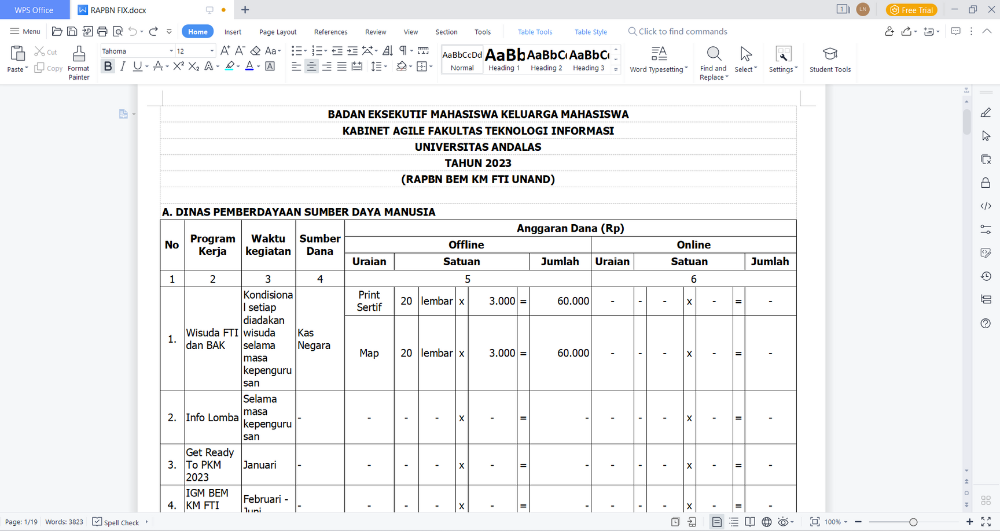 WPS Office
RAPBN FIX.docx
1
LN
Free Trial
Menu
Home
Insert
Page Layout
References
Review
View
Section
Tools
Table Tools
Table Style
Click to find commands
Paste
Cut
Copy
Format
Painter
Tahoma
12
AaBbCcDd
Normal
AaBb
Heading 1
AaBbC
Heading 2
AaBbC
Heading 3
Word Typesetting
Find and
Replace
Select
Settings
Student Tools
BADAN EKSEKUTIF MAHASISWA KELUARGA MAHASISWA
KABINET AGILE FAKULTAS TEKNOLOGI INFORMASI
UNIVERSITAS ANDALAS
TAHUN 2023
(RAPBN BEM KM FTI UNAND)
A. DINAS PEMBERDAYAAN SUMBER DAYA MANUSIA
No
Program
Kerja
Waktu
kegiatan
Sumber
Dana
Anggaran Dana (Rp)
Offline
Online
Uraian Satuan Jumlah Uraian Satuan Jumlah
1 2 3 4 5 6
1.
Wisuda FTI
dan BAK
Kondisiona
l setiap
diadakan
wisuda
selama
masa
kepenguru
san
Kas
Negara
Print
Sertif
20 lembar x 3.000 = 60.000 - - - x - = -
Map 20 lembar x 3.000 = 60.000 - - - x - = -
2. Info Lomba
Selama
masa
kepenguru
san
- - - - x - = - - - - x - = -
3.
Get Ready
To PKM
2023
Januari - - - - x - = - - - - x - = -
4.
IGM BEM
KM FTI
Februari -
Juni
- - - - x - = - - - - x - = -
Page: 1/19 Words: 3823 Spell Check 100%